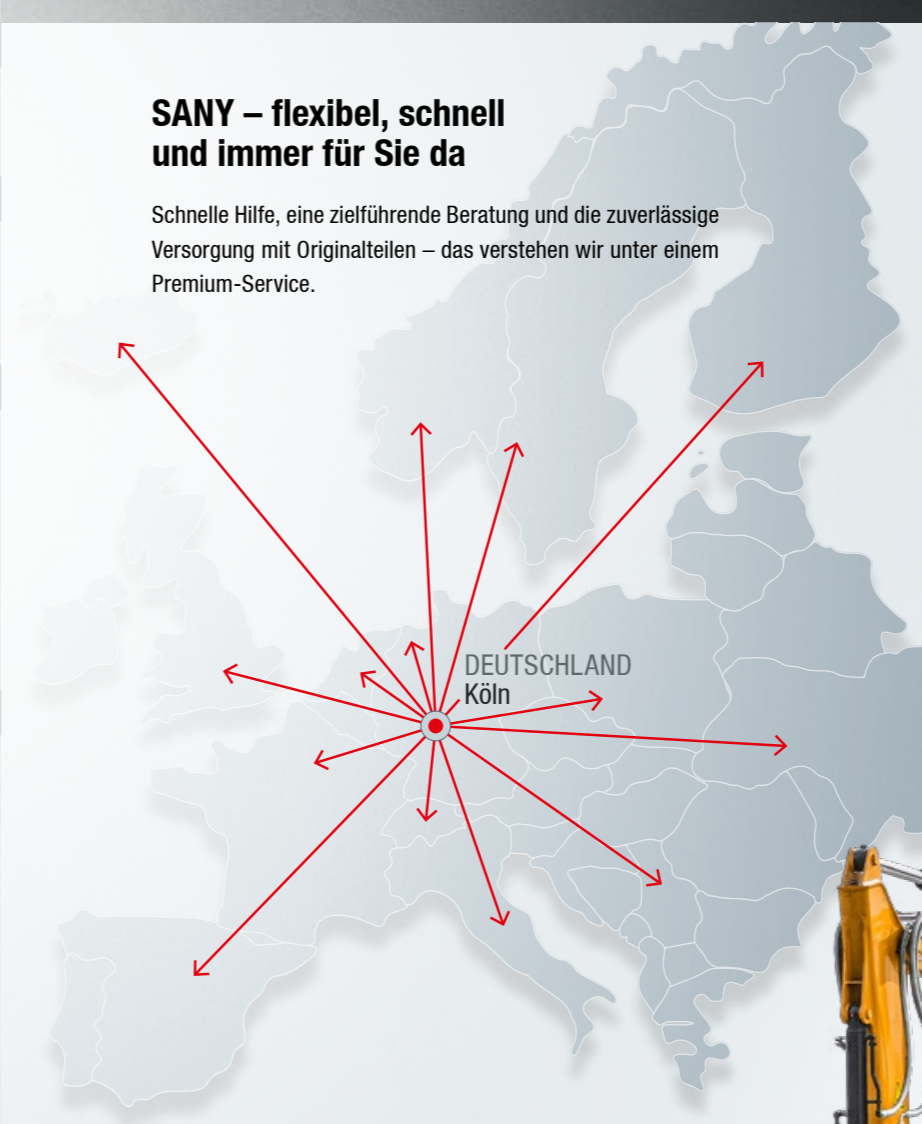 SANY – flexibel, schnell
und immer für Sie da
Schnelle Hilfe, eine zielführende Beratung und die zuverlässige
Versorgung mit Originalteilen – das verstehen wir unter einem
Premium-Service.
DEUTSCHLAND
Köln